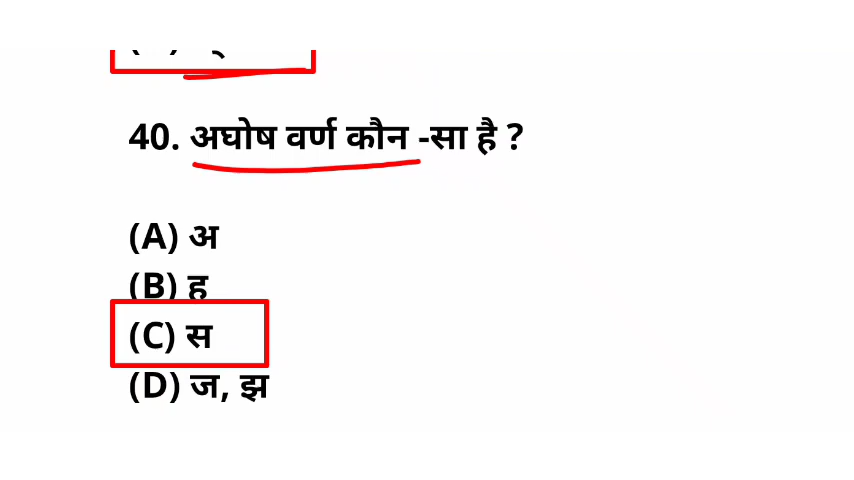 40. अघोष वर्ण कौन -सा है ?
(A) अ
(B) ह
(C) स
(D) ज, झ